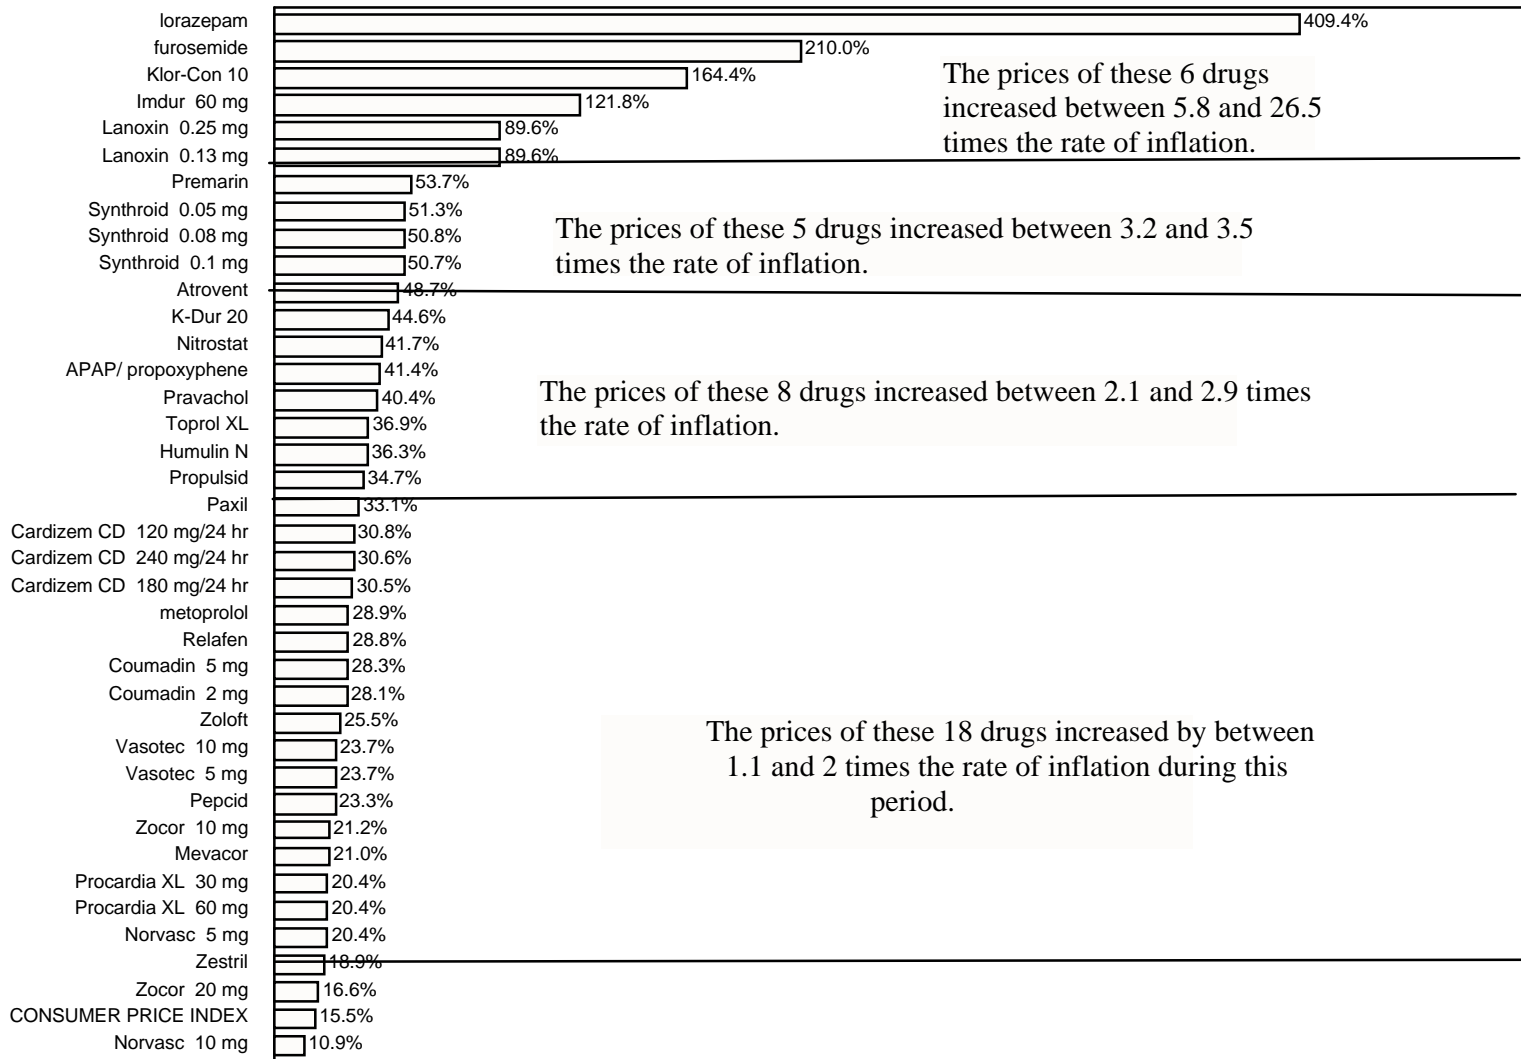 lorazepam 409.4%
furosemide 210.0%
Klor-Con 10 164.4%
Imdur 60 mg 121.8%
Lanoxin 0.25 mg 89.6%
Lanoxin 0.13 mg 89.6%
The prices of these 6 drugs
increased between 5.8 and 26.5
times the rate of inflation.
Premarin 53.7%
Synthroid 0.05 mg 51.3%
Synthroid 0.08 mg 50.8%
Synthroid 0.1 mg 50.7%
Atrovent 48.7%
The prices of these 5 drugs increased between 3.2 and 3.5
times the rate of inflation.
K-Dur 20 44.6%
Nitrostat 41.7%
APAP/ propoxyphene 41.4%
Pravachol 40.4%
Toprol XL 36.9%
Humulin N 36.3%
Propulsid 34.7%
Paxil 33.1%
The prices of these 8 drugs increased between 2.1 and 2.9 times
the rate of inflation.
Cardizem CD 120 mg/24 hr 30.8%
Cardizem CD 240 mg/24 hr 30.6%
Cardizem CD 180 mg/24 hr 30.5%
metoprolol 28.9%
Relafen 28.8%
Coumadin 5 mg 28.3%
Coumadin 2 mg 28.1%
Zoloft 25.5%
Vasotec 10 mg 23.7%
Vasotec 5 mg 23.7%
Pepcid 23.3%
Zocor 10 mg 21.2%
Mevacor 21.0%
Procardia XL 30 mg 20.4%
Procardia XL 60 mg 20.4%
Norvasc 5 mg 20.4%
Zestril 18.9%
The prices of these 18 drugs increased by between
1.1 and 2 times the rate of inflation during this
period.
Zocor 20 mg 16.6%
CONSUMER PRICE INDEX 15.5%
Norvasc 10 mg 10.9%